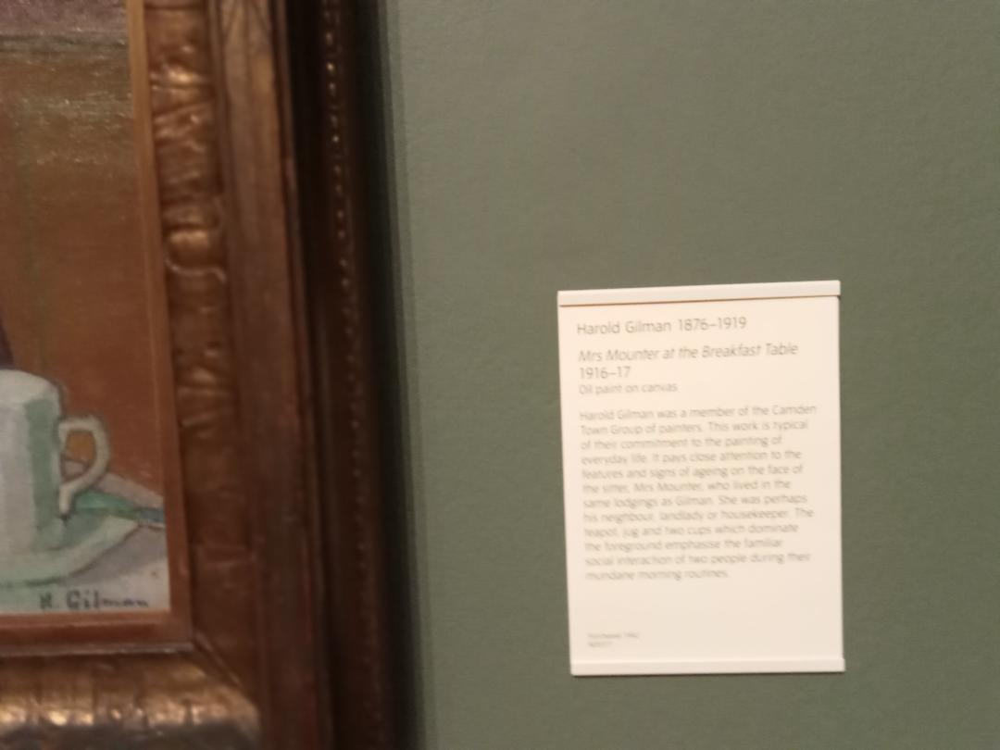 H. Gilman
Harold Gilman 1876–1919
Mrs Mounter at the Breakfast Table
1916–17
Oil paint on canvas
Harold Gilman was a member of the Camden
Town Group of painters. This work is typical
of their commitment to the painting of
everyday life. It pays close attention to the
features and signs of ageing on the face of
the sitter, Mrs Mounter, who lived in the
same lodgings as Gilman. She was perhaps
his neighbour, landlady or housekeeper. The
teapot, jug and two cups which dominate
the foreground emphasise the familiar
social interaction of two people during their
mundane morning routines.